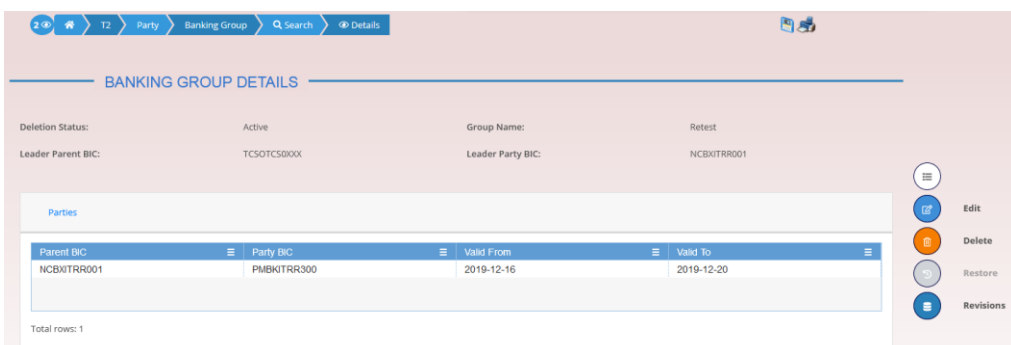 2 T2 Party Banking Group Search Details
BANKING GROUP DETAILS
Deletion Status: Active Group Name: Retest
Leader Parent BIC: TCSOTCS0XXX Leader Party BIC: NCBXITRR001
Edit
Delete
Restore
Revisions
Parties
Parent BIC Party BIC Valid From Valid To
NCBXITRR001 PMBKITRR300 2019-12-16 2019-12-20
Total rows: 1